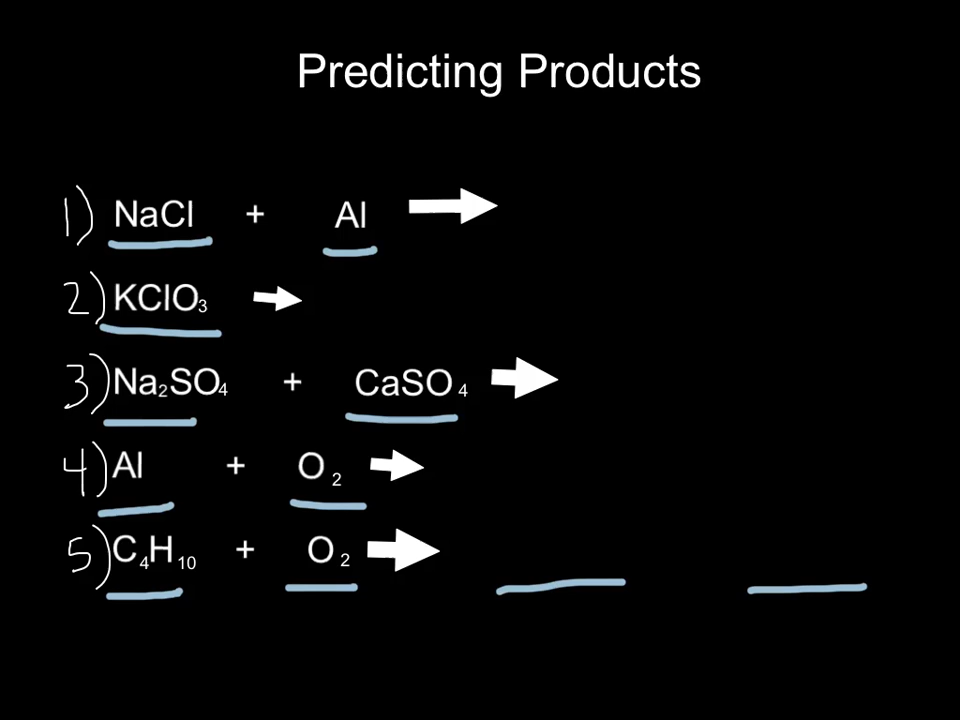 Predicting Products
1) NaCl + Al
2) KClO₃
3) Na₂SO₄ + CaSO₄
4) Al + O₂
5) C₄H₁₀ + O₂